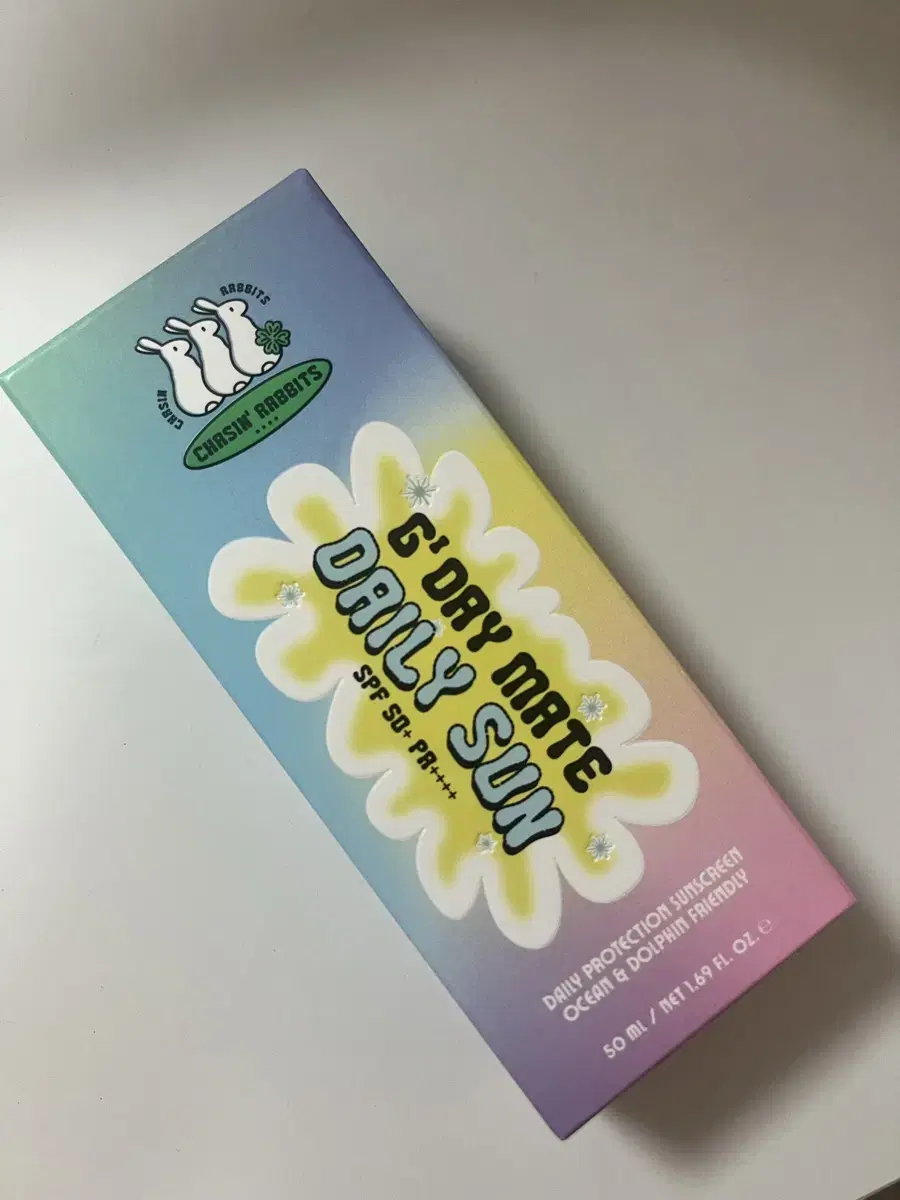 RABBITS
CHASIN
CHASIN' RABBITS
G'DAY MATE
DAILY SUN
SPF 50+ PA++++
DAILY PROTECTION SUNSCREEN
OCEAN & DOLPHIN FRIENDLY
50 ML / NET 1.69 FL. OZ. ℮